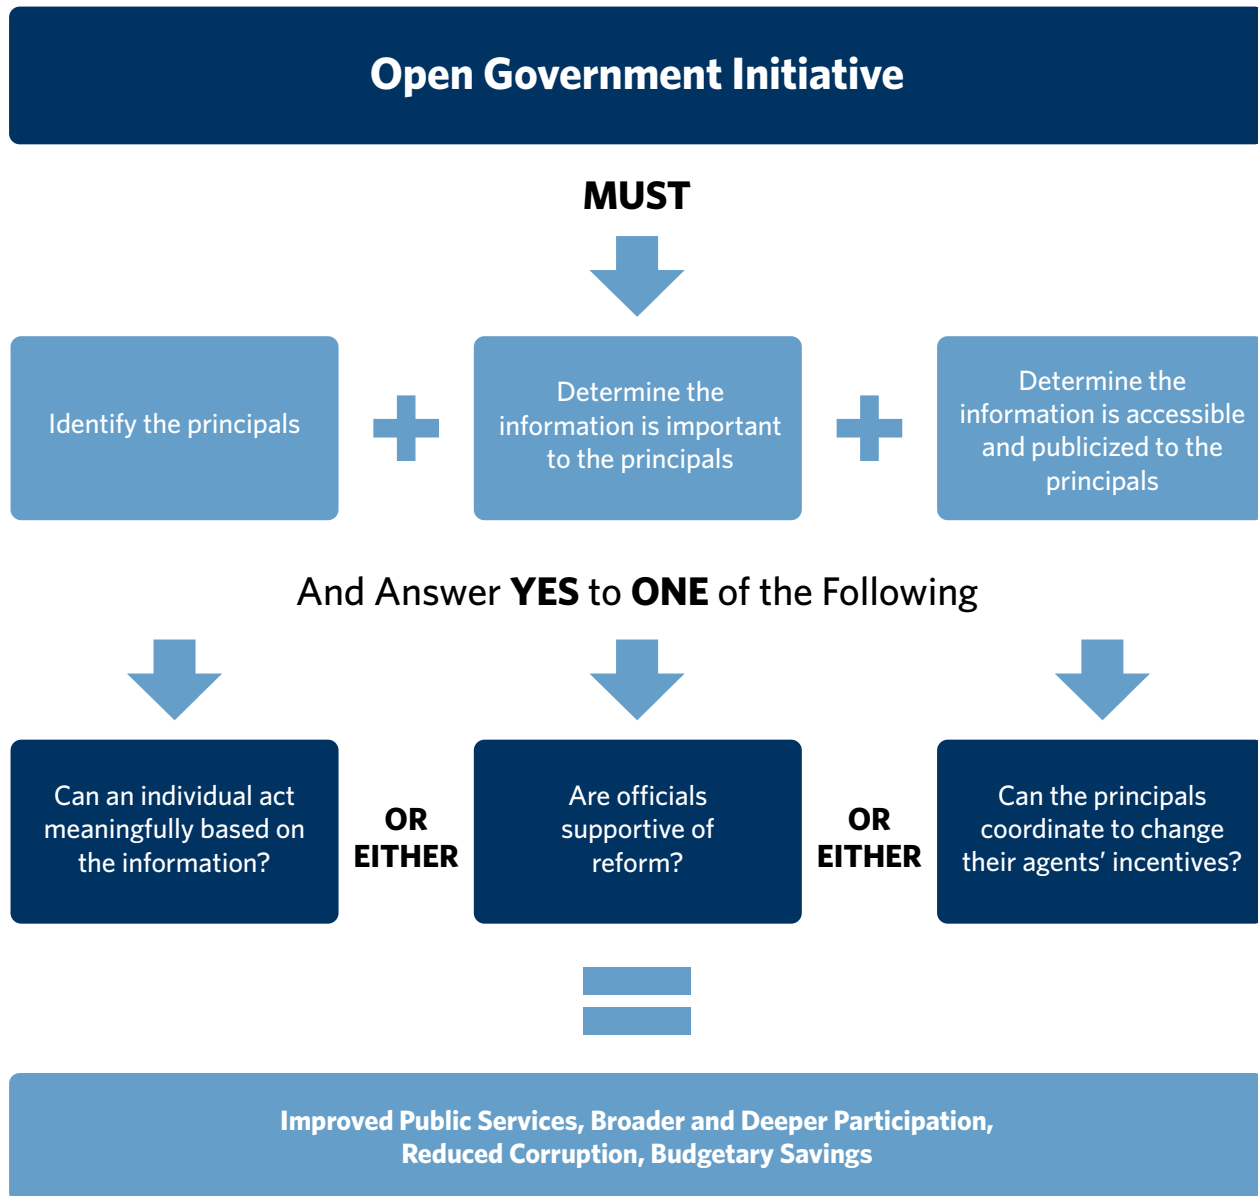 Open Government Initiative
MUST
Identify the principals
Determine the
information is important
to the principals
Determine the
information is accessible
and publicized to the
principals
And Answer YES to ONE of the Following
Can an individual act
meaningfully based on
the information?
OR
EITHER
Are officials
supportive of
reform?
OR
EITHER
Can the principals
coordinate to change
their agents’ incentives?
Improved Public Services, Broader and Deeper Participation,
Reduced Corruption, Budgetary Savings